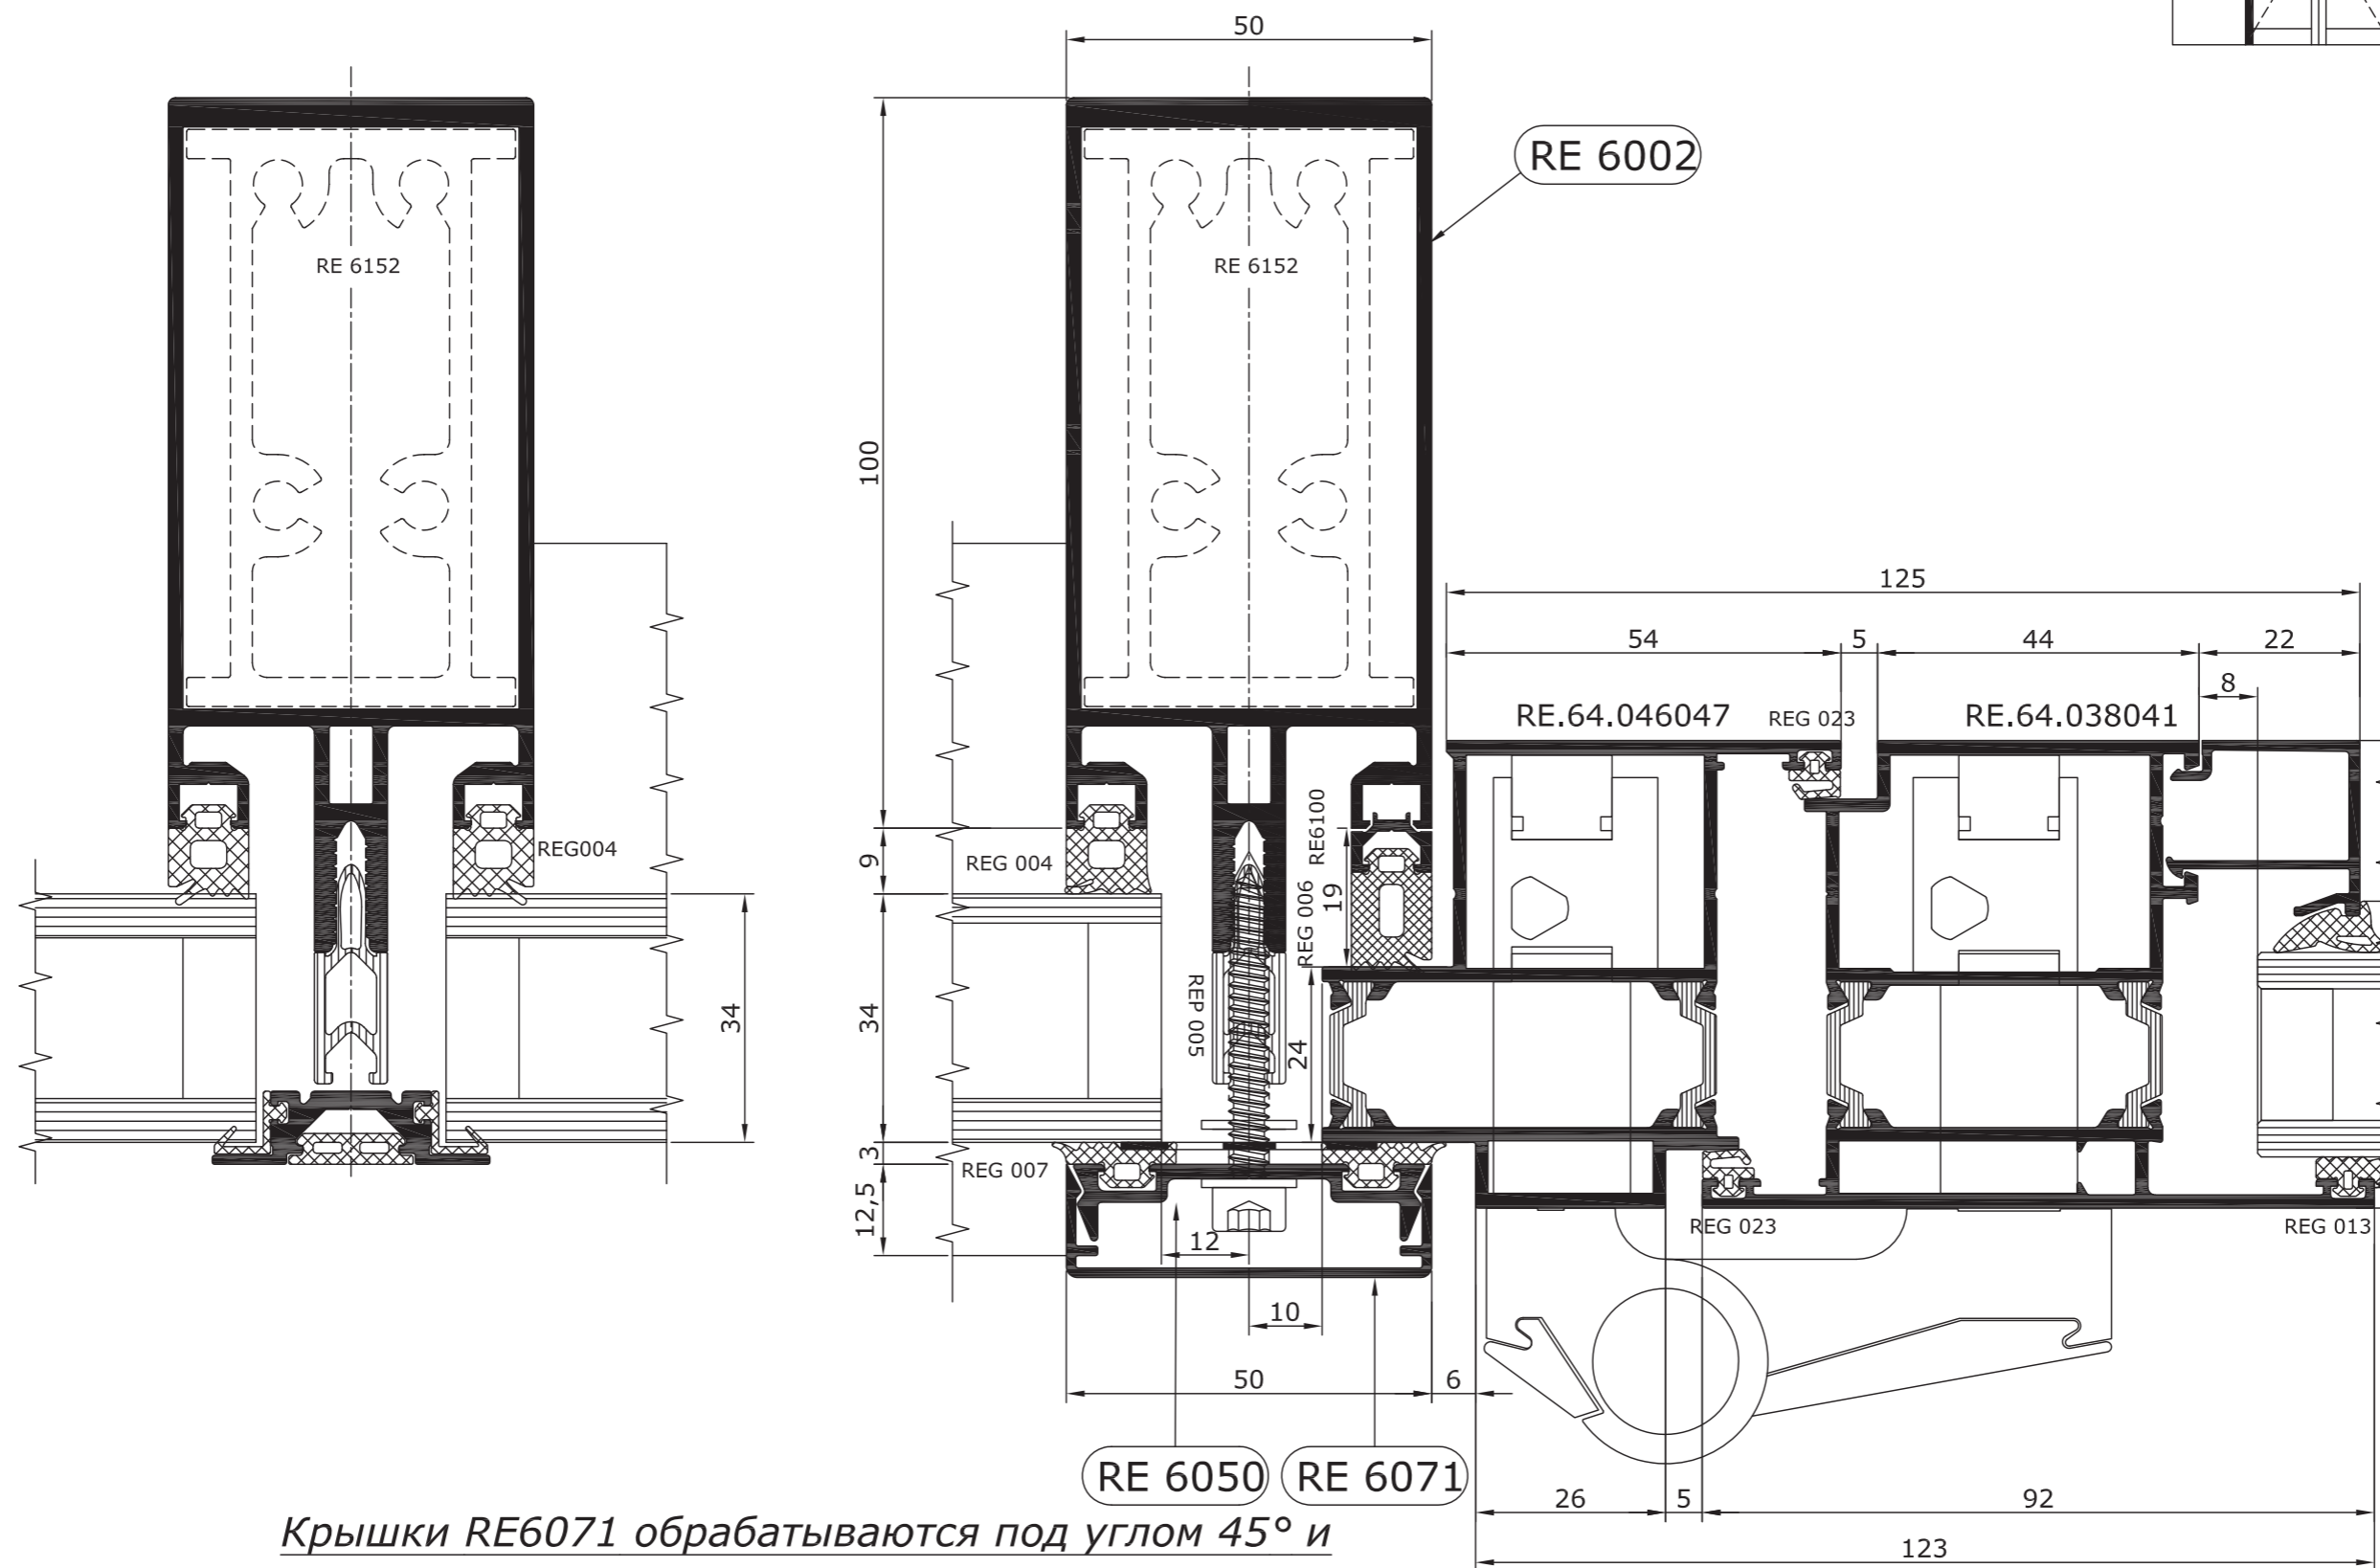 50
RE 6002
RE 6152
RE 6152
100
125
54
5
44
22
8
RE.64.046047
REG 023
RE.64.038041
REG004
REG 004
9
RE6100
REG 006
19
34
34
REP 005
24
3
REG 007
12,5
12
REG 023
REG 013
10
50
6
RE 6050
RE 6071
26
5
92
Крышки RE6071 обрабатываются под углом 45° и
123